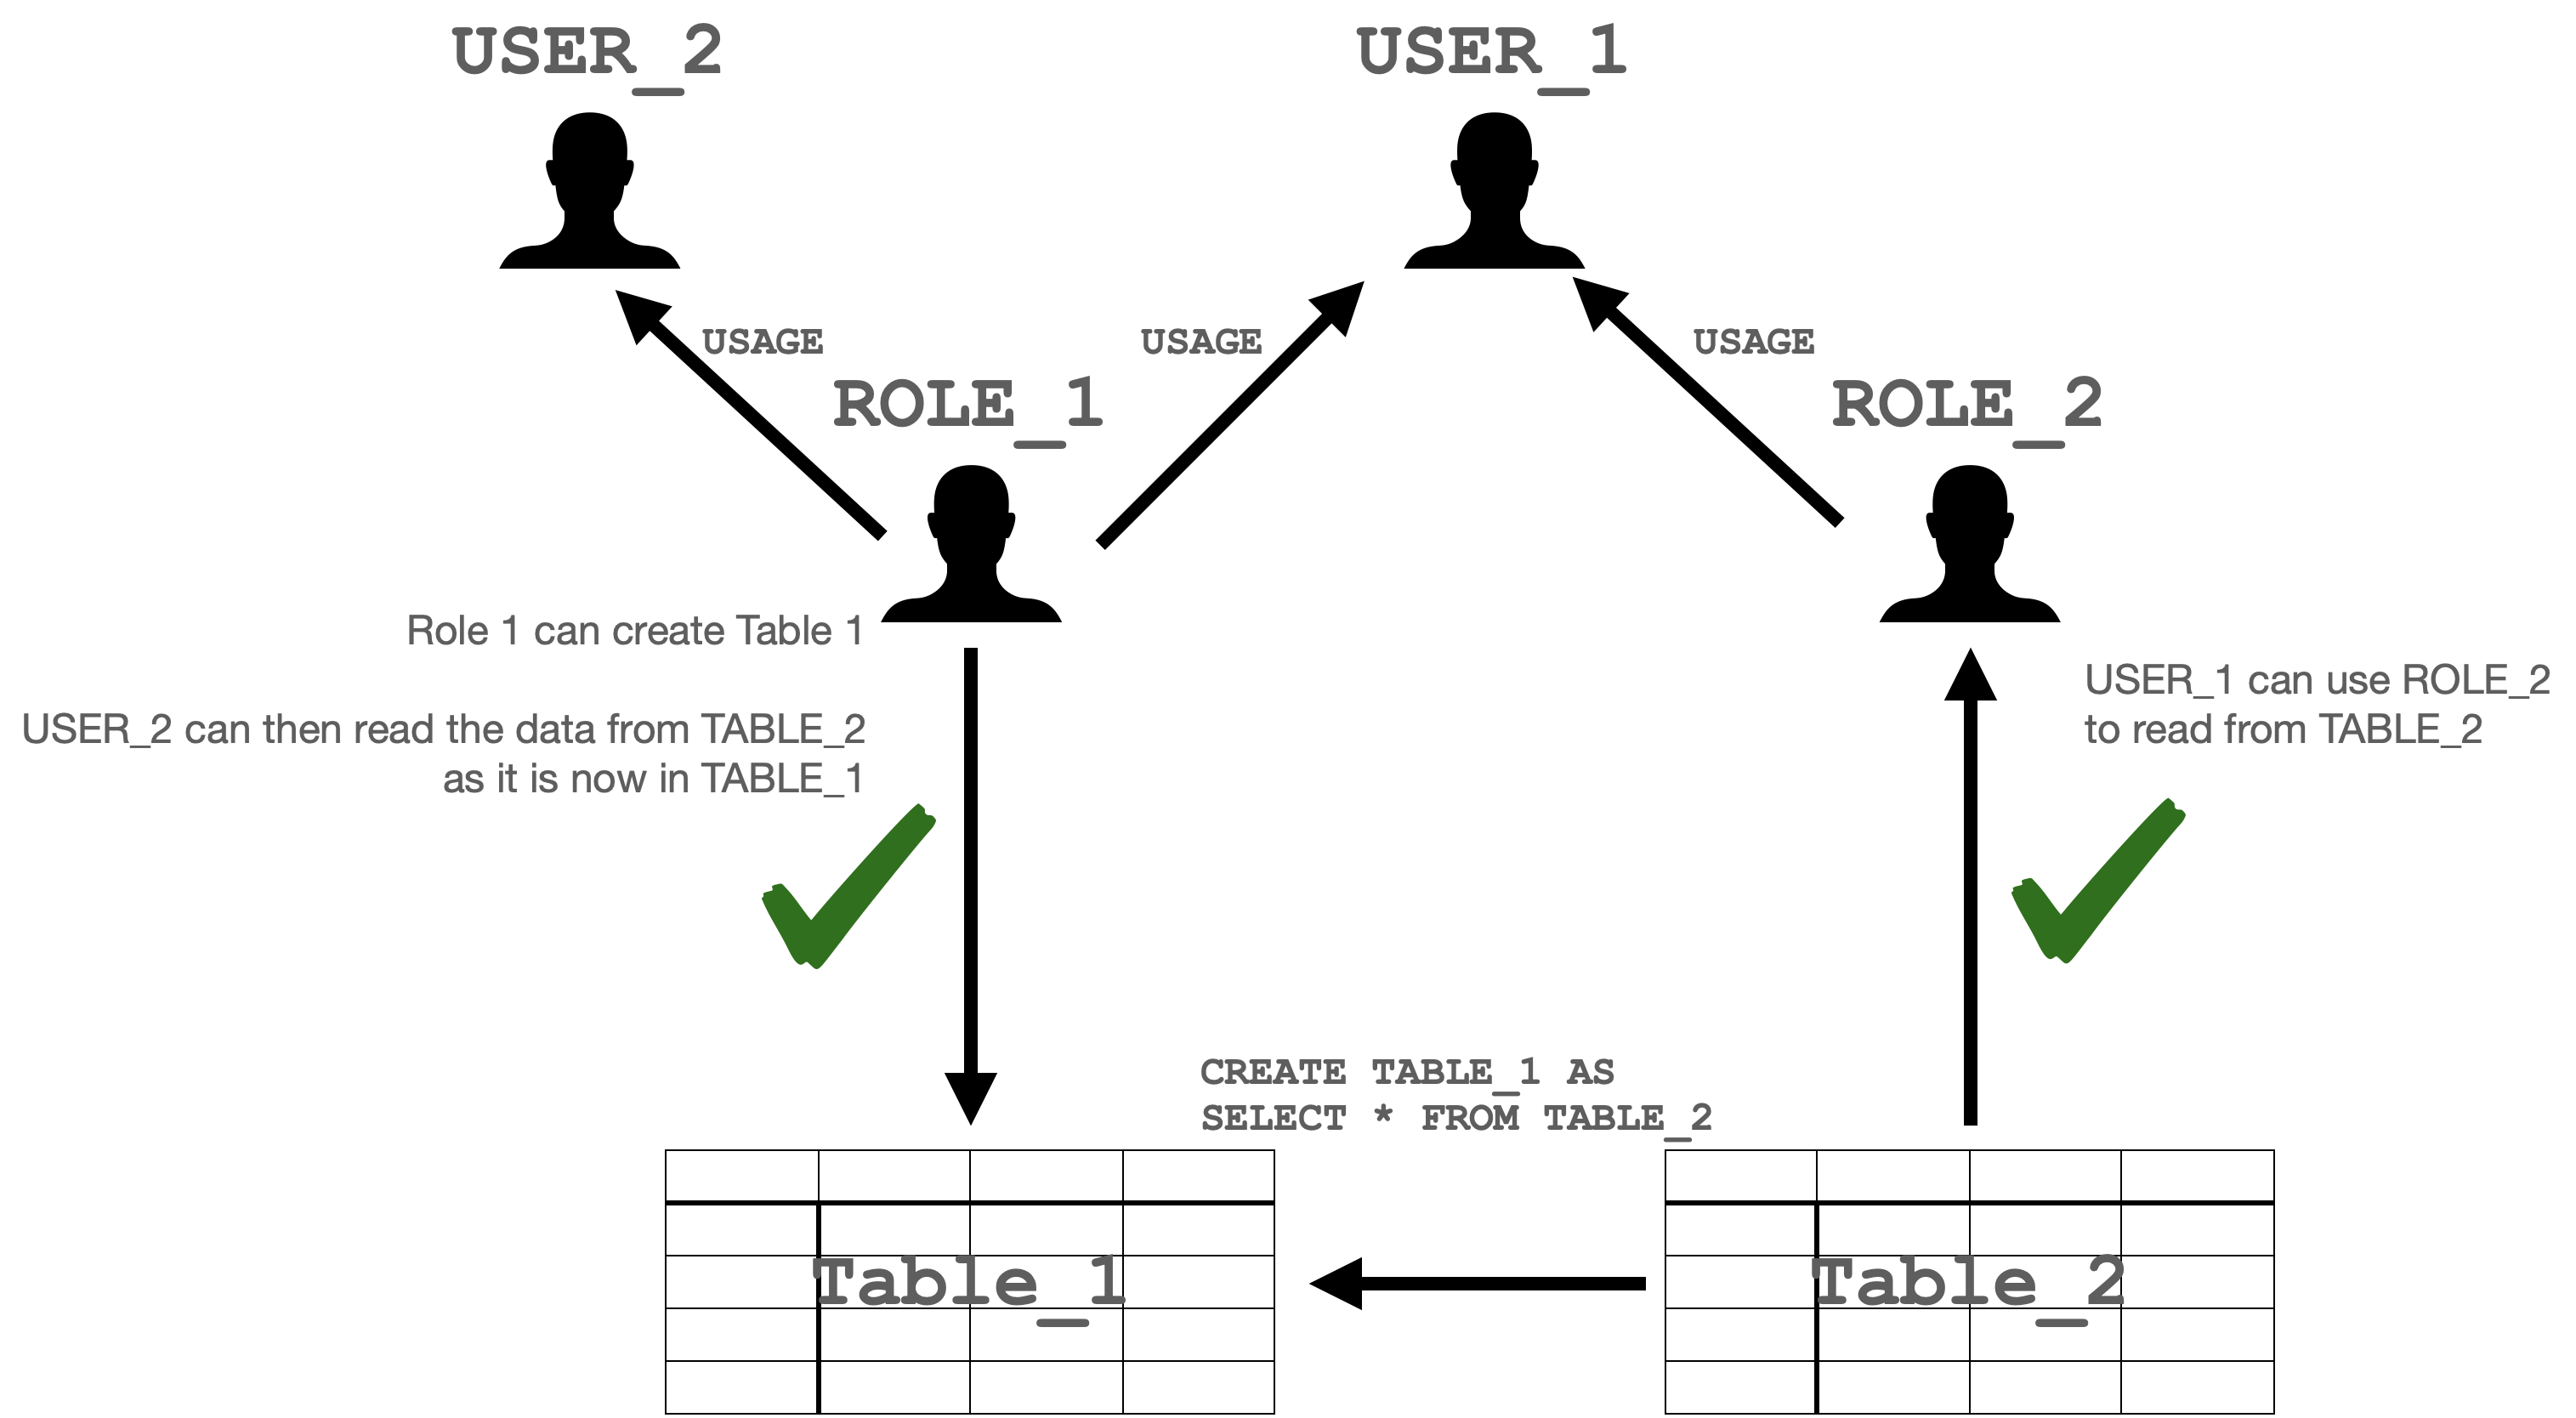 USER_2
USER_1
USAGE
USAGE
USAGE
ROLE_1
ROLE_2
Role 1 can create Table 1
USER_2 can then read the data from TABLE_2
as it is now in TABLE_1
USER_1 can use ROLE_2
to read from TABLE_2
CREATE TABLE_1 AS
SELECT * FROM TABLE_2
Table_1
Table_2